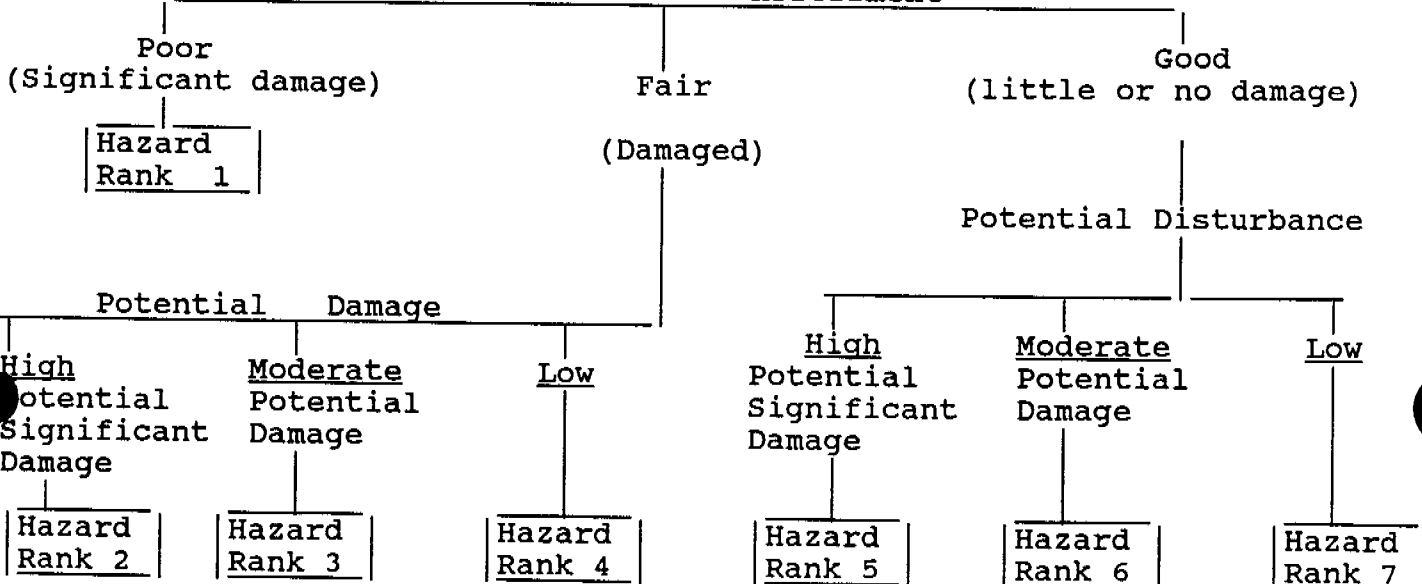 Poor
(Significant damage)
Hazard
Rank 1
Fair
(Damaged)
Good
(little or no damage)
Potential Disturbance
Potential Damage
High
Potential
Significant
Damage
Moderate
Potential
Damage
Low
High
Potential
Significant
Damage
Moderate
Potential
Damage
Low
Hazard
Rank 2
Hazard
Rank 3
Hazard
Rank 4
Hazard
Rank 5
Hazard
Rank 6
Hazard
Rank 7